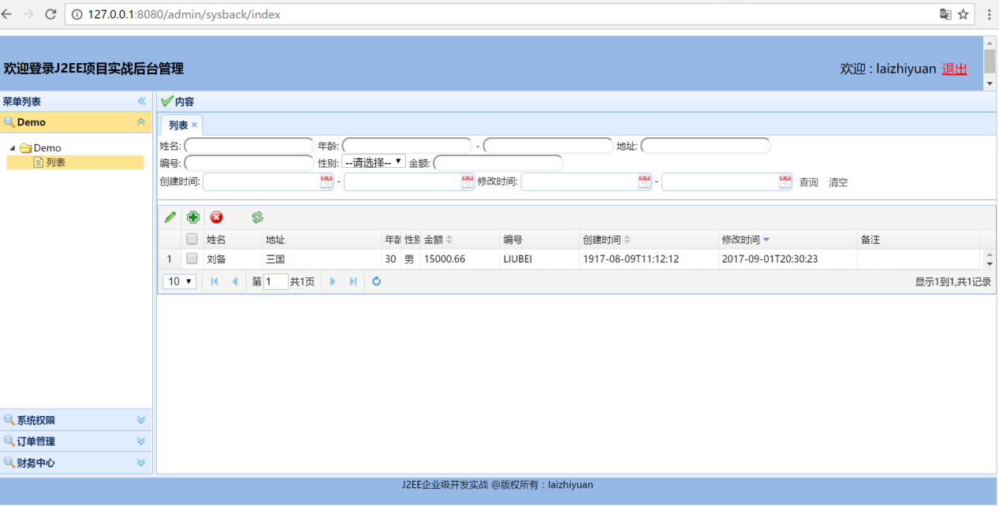 127.0.0.1:8080/admin/sysback/index
欢迎登录J2EE项目实战后台管理
欢迎 : laizhiyuan 退出
菜单列表
内容
Demo
列表
Demo
列表
姓名: 年龄: - 地址:
编号: 性别: --请选择-- 金额:
创建时间: - 修改时间: - 查询 清空
姓名 地址 年龄 性别 金额 编号 创建时间 修改时间 备注
1 刘备 三国 30 男 15000.66 LIUBEI 1917-08-09T11:12:12 2017-09-01T20:30:23
10 第 1 共1页 显示1到1,共1记录
系统权限
订单管理
财务中心
J2EE企业级开发实战 @版权所有：laizhiyuan